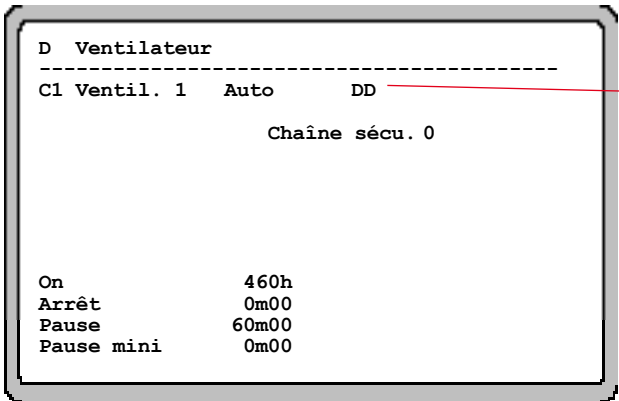 D Ventilateur
-------------------------------------------
C1 Ventil. 1 Auto DD
Chaîne sécu. 0
On 460h
Arrêt 0m00
Pause 60m00
Pause mini 0m00